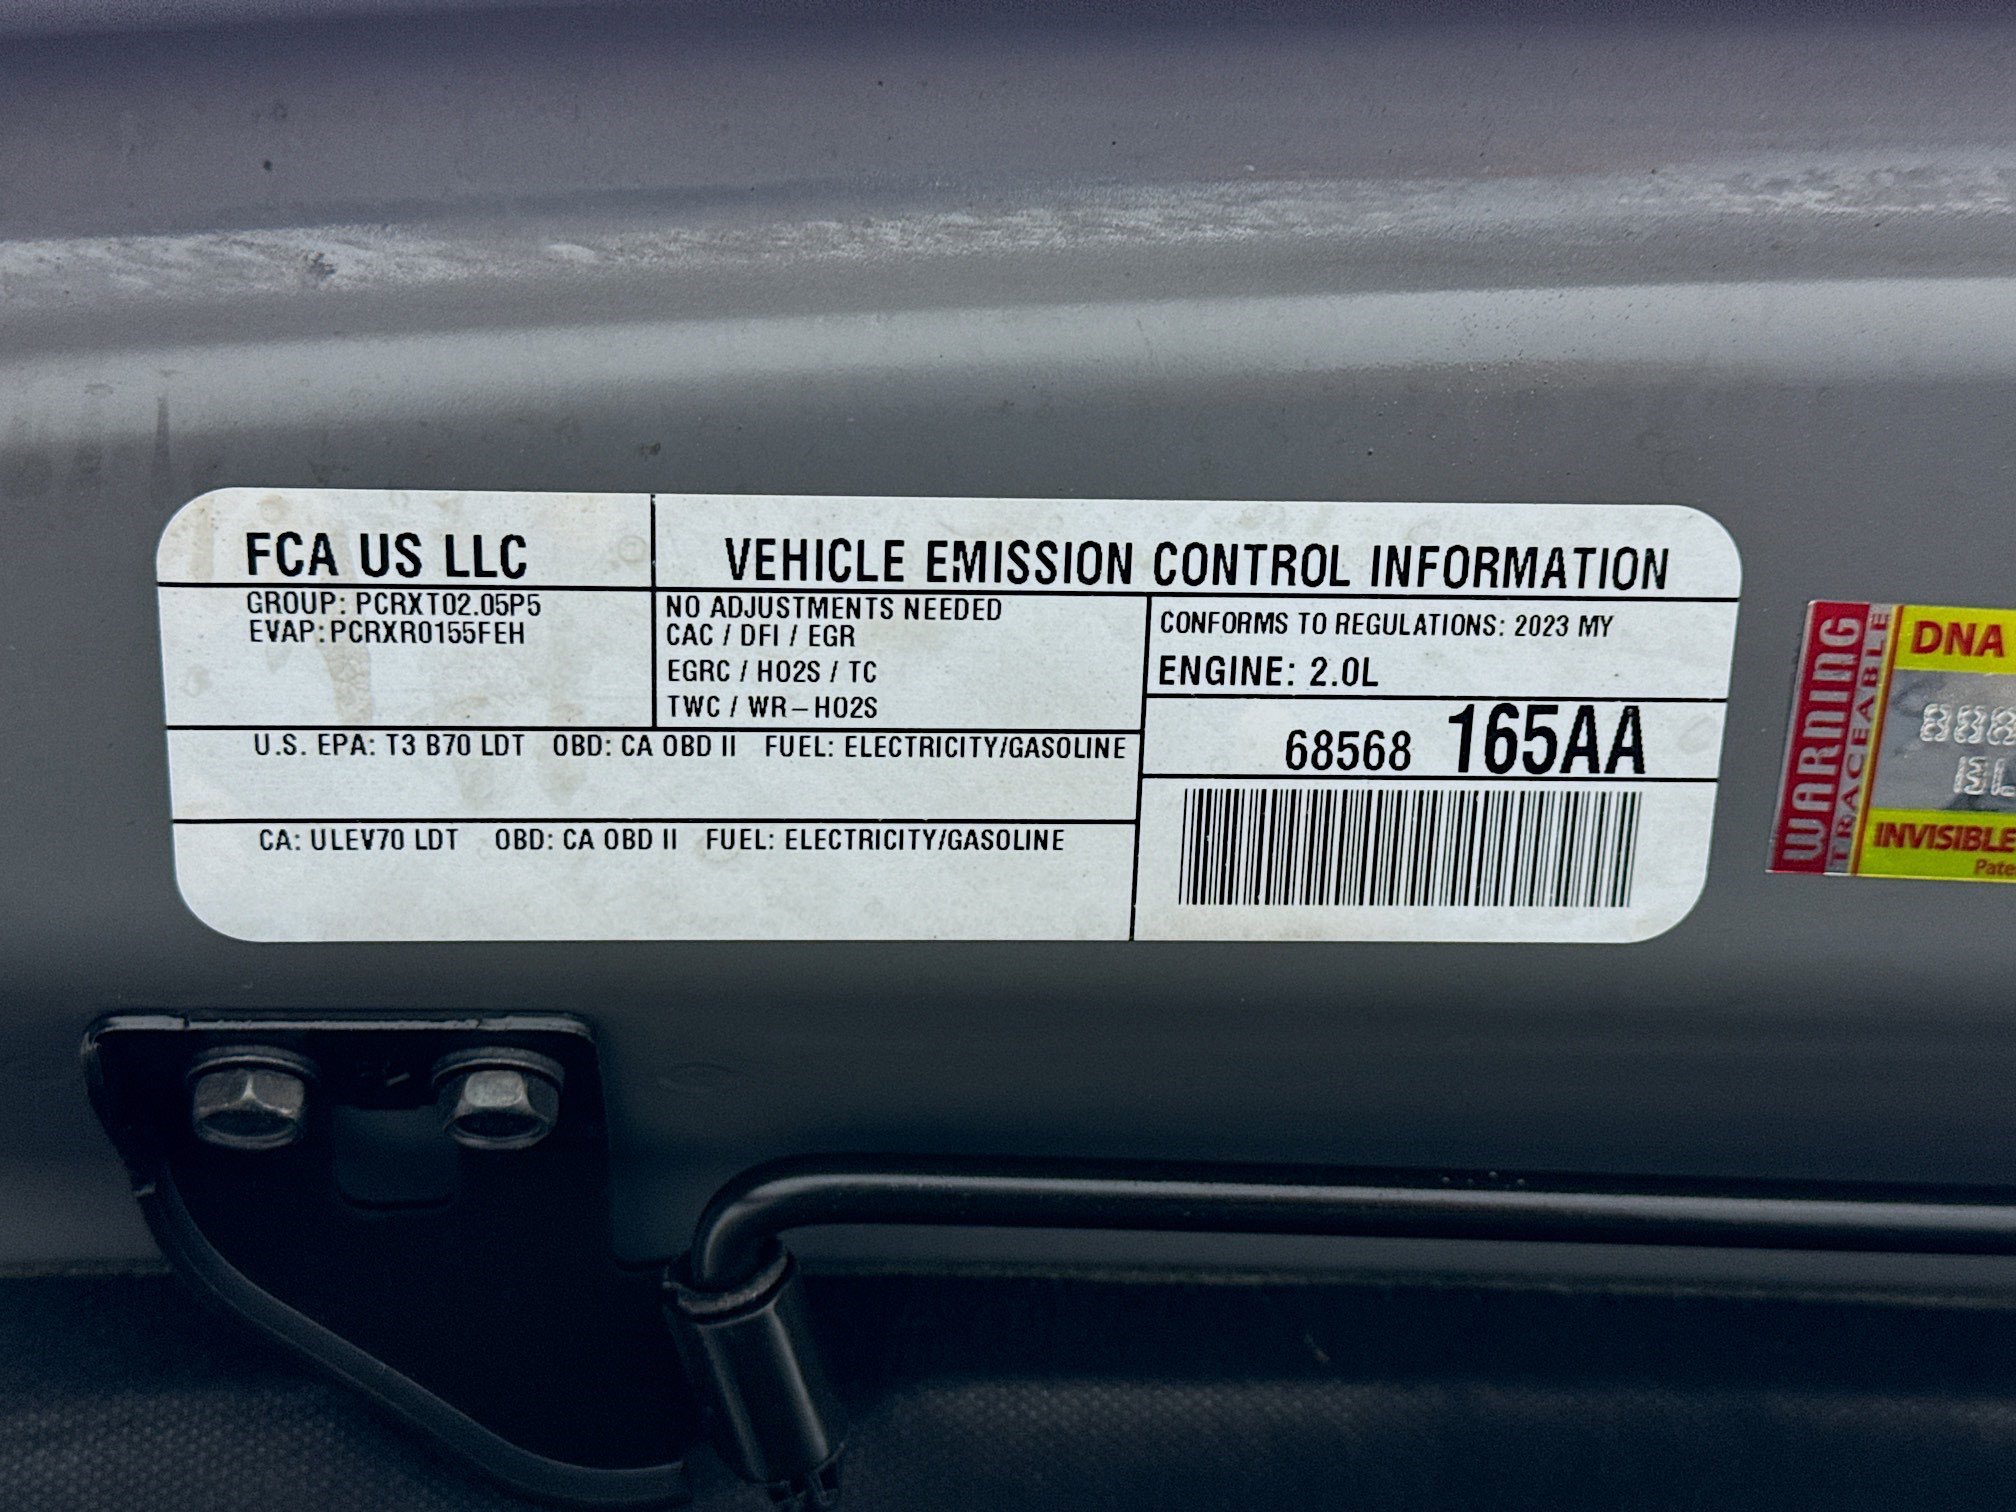 FCA US LLC
VEHICLE EMISSION CONTROL INFORMATION
GROUP: PCRXT02.05P5
EVAP: PCRXR0155FEH
NO ADJUSTMENTS NEEDED
CAC / DFI / EGR
EGRC / HO2S / TC
TWC / WR-HO2S
CONFORMS TO REGULATIONS: 2023 MY
ENGINE: 2.0L
68568 165AA
U.S. EPA: T3 B70 LDT OBD: CA OBD II FUEL: ELECTRICITY/GASOLINE
CA: ULEV70 LDT OBD: CA OBD II FUEL: ELECTRICITY/GASOLINE
WARNING
TRACEABLE
DNA
INVISIBLE